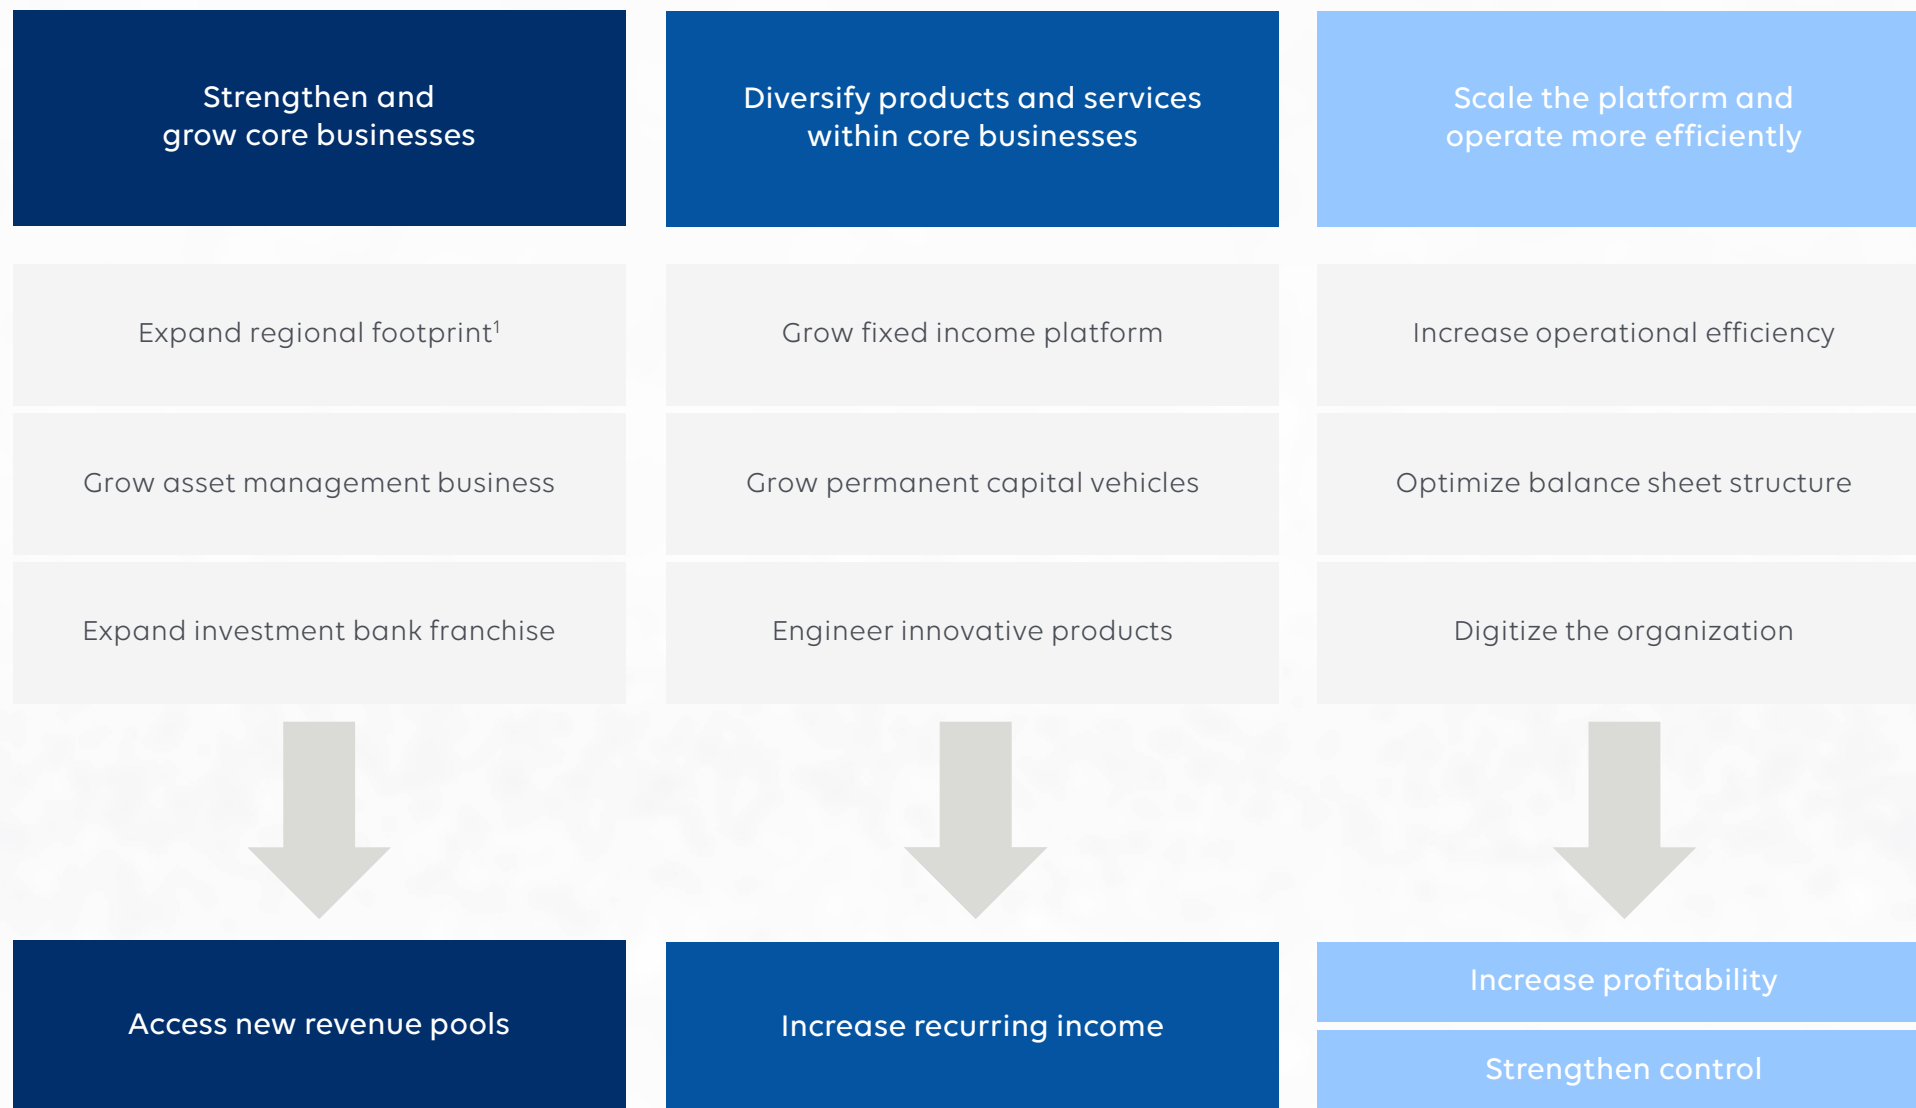 Strengthen and
grow core businesses
Diversify products and services
within core businesses
Scale the platform and
operate more efficiently
Expand regional footprint¹
Grow fixed income platform
Increase operational efficiency
Grow asset management business
Grow permanent capital vehicles
Optimize balance sheet structure
Expand investment bank franchise
Engineer innovative products
Digitize the organization
Access new revenue pools
Increase recurring income
Increase profitability
Strengthen control